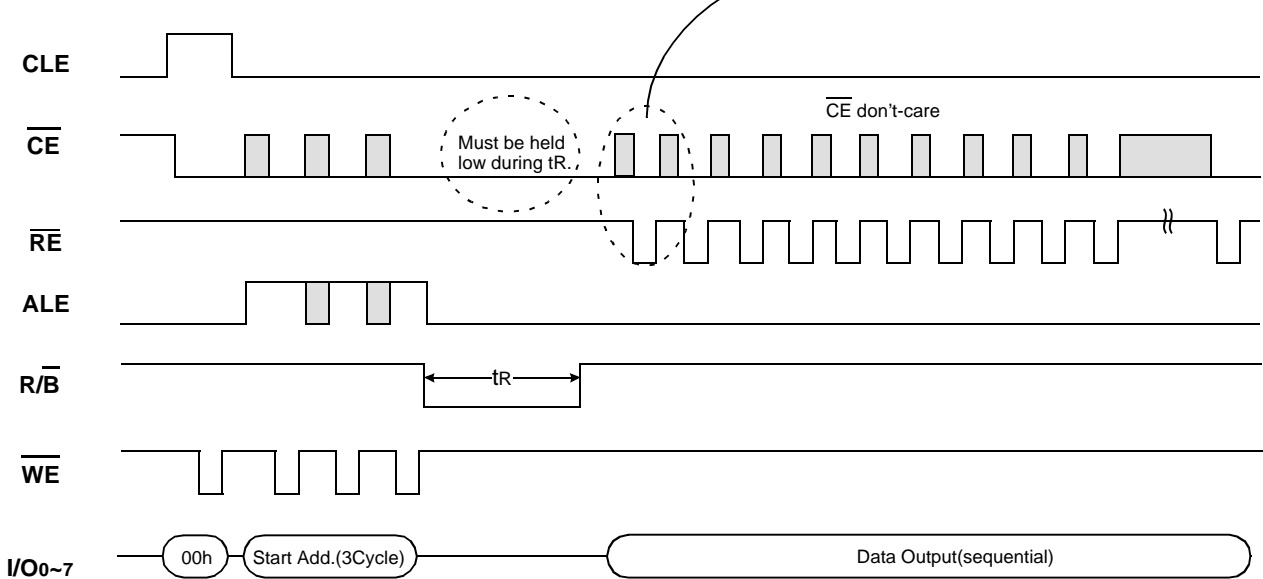 CLE
CE don't-care
CE
Must be held
low during tR.
RE
ALE
R/B
tR
WE
I/O0~7
00h
Start Add.(3Cycle)
Data Output(sequential)